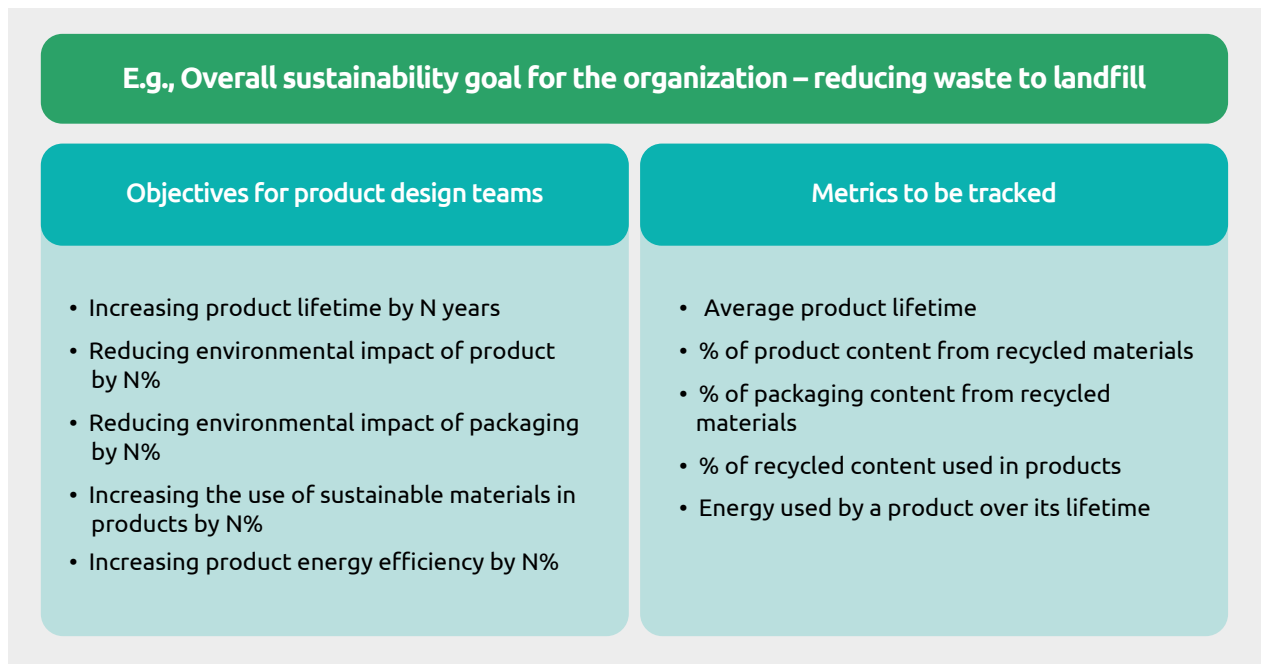 E.g., Overall sustainability goal for the organization – reducing waste to landfill
Objectives for product design teams
• Increasing product lifetime by N years
• Reducing environmental impact of product
by N%
• Reducing environmental impact of packaging
by N%
• Increasing the use of sustainable materials in
products by N%
• Increasing product energy efficiency by N%
Metrics to be tracked
• Average product lifetime
• % of product content from recycled materials
• % of packaging content from recycled
materials
• % of recycled content used in products
• Energy used by a product over its lifetime